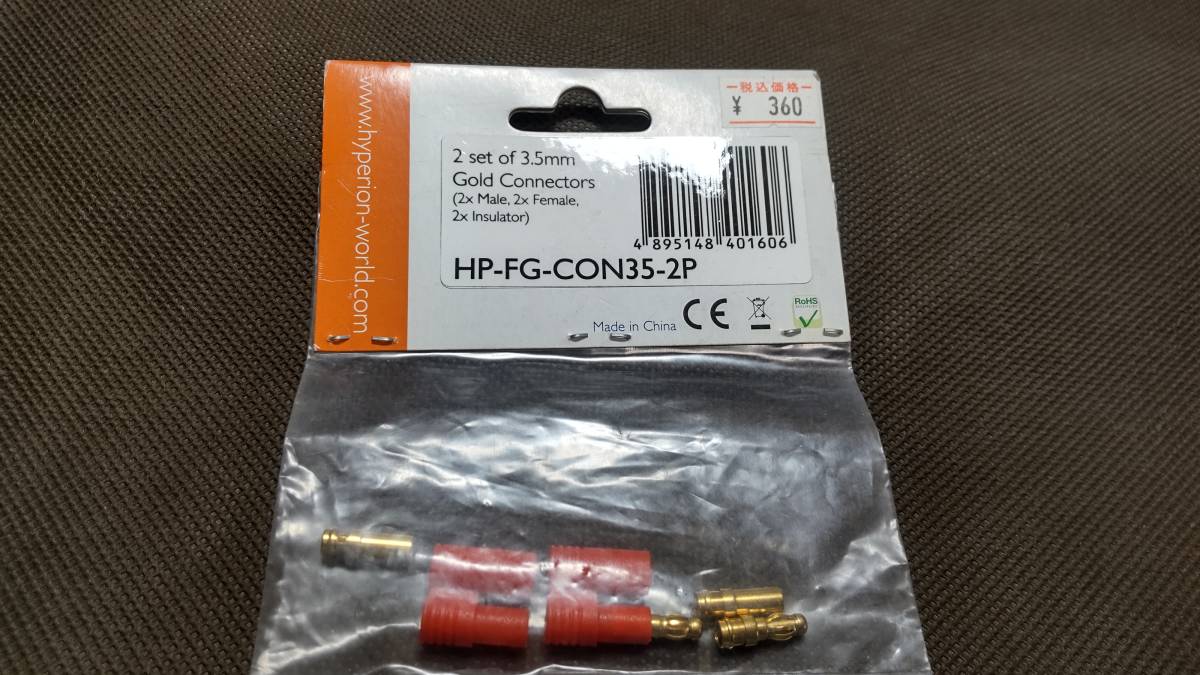 www.hyperion-world.com
税込価格
¥ 360
2 set of 3.5mm
Gold Connectors
(2x Male, 2x Female,
2x Insulator)
4 895148 401606
HP-FG-CON35-2P
Made in China
CE
RoHS